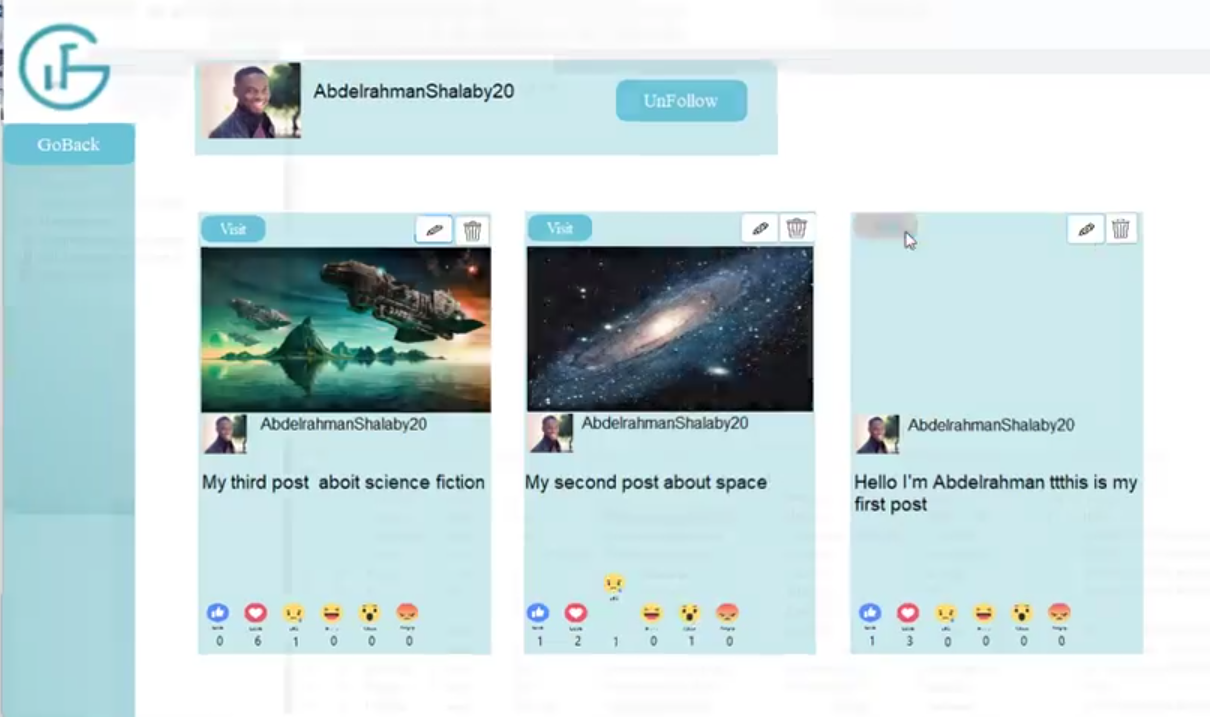 AbdelrahmanShalaby20
UnFollow
GoBack
Visit
Visit
AbdelrahmanShalaby20
AbdelrahmanShalaby20
AbdelrahmanShalaby20
My third post aboit science fiction
My second post about space
Hello I'm Abdelrahman ttthis is my
first post
0 6 1 0 0 0
1 2 1 0 1 0
1 3 0 0 0 0